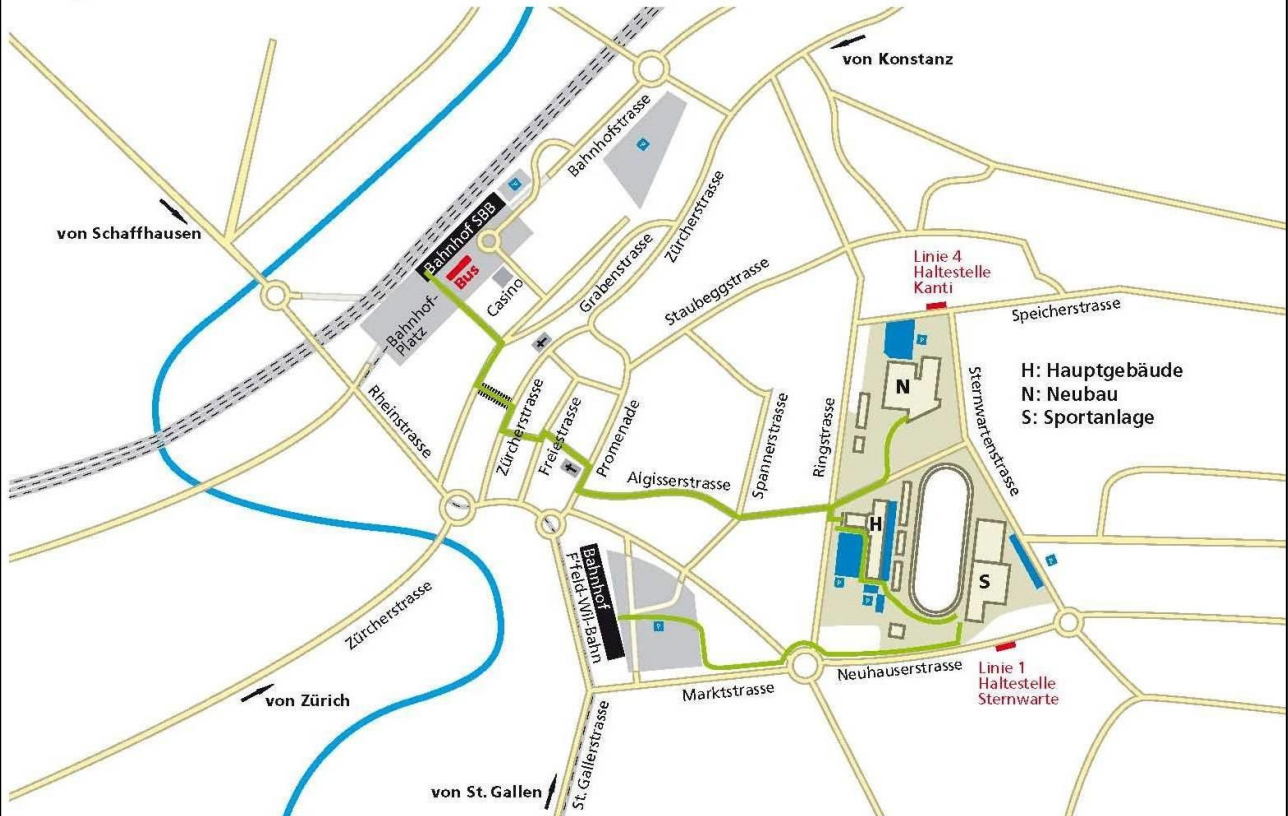 von Konstanz
Bahnhofstrasse
P
P
von Schaffhausen
Bahnhof SBB
Bus
Bahnhof-
Platz
Casino
Grabenstrasse
Zürcherstrasse
Staubeggstrasse
Linie 4
Haltestelle
Kanti
Speicherstrasse
P
H: Hauptgebäude
N: Neubau
S: Sportanlage
N
Sternwartenstrasse
Rheinstrasse
Zürcherstrasse
Freiestrasse
Promenade
Algisserstrasse
Spannerstrasse
Ringstrasse
H
S
P
P
P
Bahnhof
F'feld-Wil-Bahn
P
Zürcherstrasse
von Zürich
Marktstrasse
Neuhauserstrasse
Linie 1
Haltestelle
Sternwarte
St. Gallerstrasse
von St. Gallen